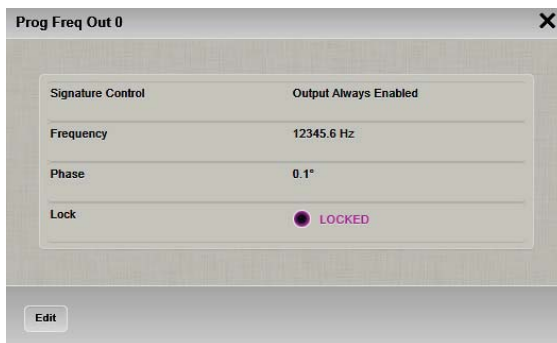 Prog Freq Out 0
Signature Control Output Always Enabled
Frequency 12345.6 Hz
Phase 0.1°
Lock LOCKED
Edit